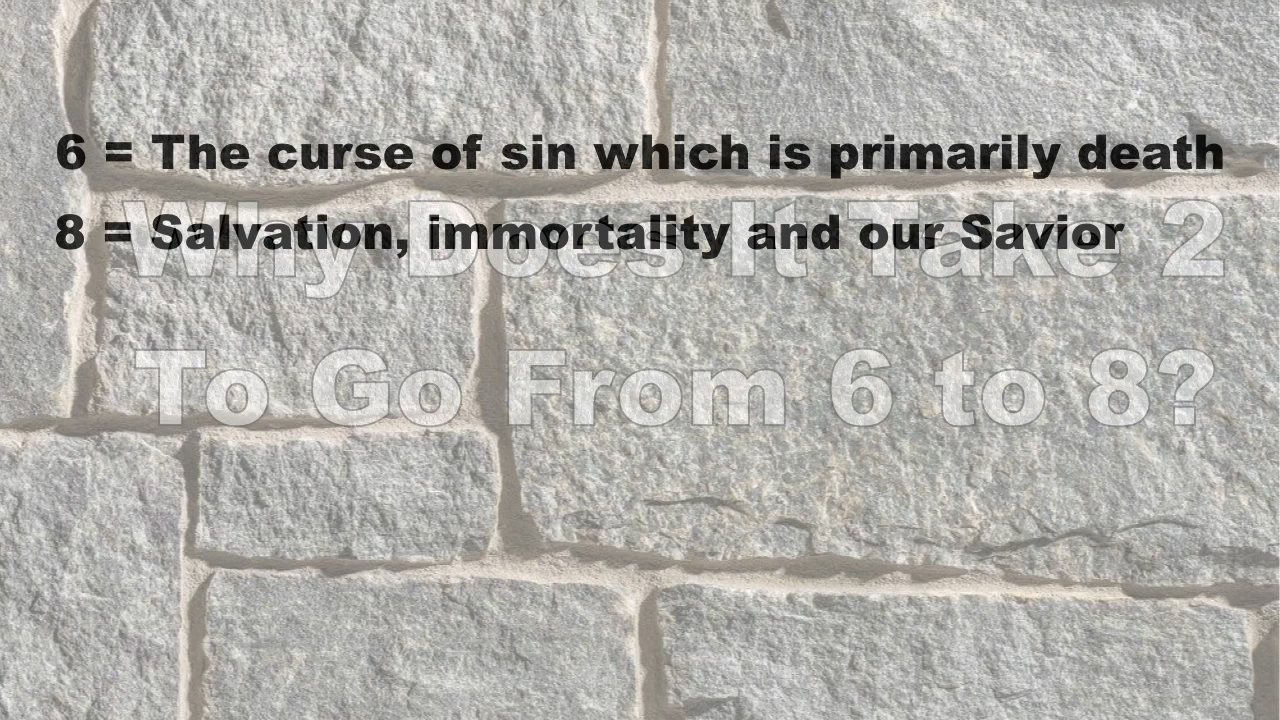 6 = The curse of sin which is primarily death
8 = Salvation, immortality and our Savior
Why Does It Take 2
To Go From 6 to 8?